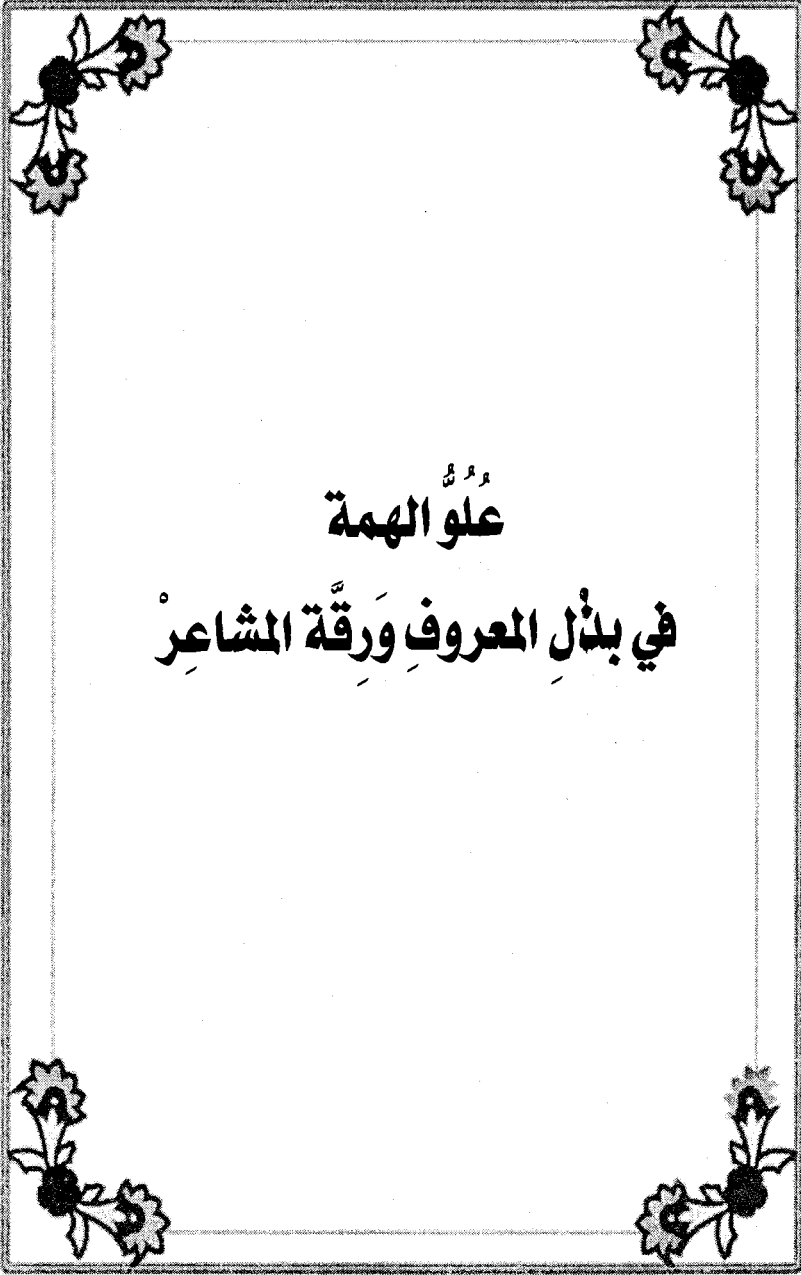 عُلُوُّ الهمة
في بذْلِ المعروفِ وَرِقَّة المشاعِرْ